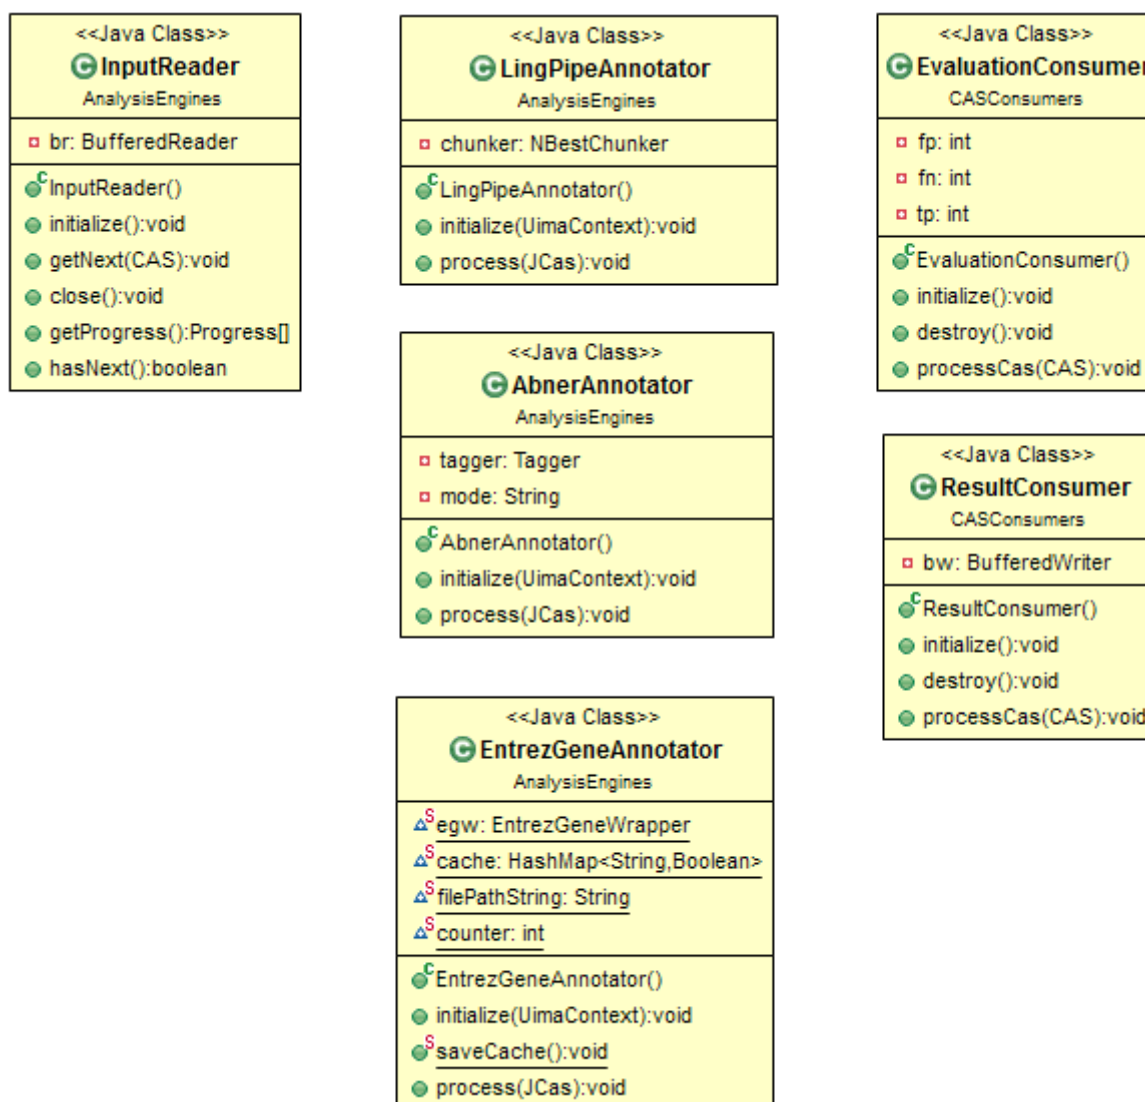 <<Java Class>>
InputReader
AnalysisEngines
br: BufferedReader
InputReader()
initialize():void
getNext(CAS):void
close():void
getProgress():Progress[]
hasNext():boolean
<<Java Class>>
LingPipeAnnotator
AnalysisEngines
chunker: NBestChunker
LingPipeAnnotator()
initialize(UimaContext):void
process(JCas):void
<<Java Class>>
AbnerAnnotator
AnalysisEngines
tagger: Tagger
mode: String
AbnerAnnotator()
initialize(UimaContext):void
process(JCas):void
<<Java Class>>
EntrezGeneAnnotator
AnalysisEngines
egw: EntrezGeneWrapper
cache: HashMap<String,Boolean>
filePathString: String
counter: int
EntrezGeneAnnotator()
initialize(UimaContext):void
saveCache():void
process(JCas):void
<<Java Class>>
EvaluationConsumer
CASConsumers
fp: int
fn: int
tp: int
EvaluationConsumer()
initialize():void
destroy():void
processCas(CAS):void
<<Java Class>>
ResultConsumer
CASConsumers
bw: BufferedWriter
ResultConsumer()
initialize():void
destroy():void
processCas(CAS):void